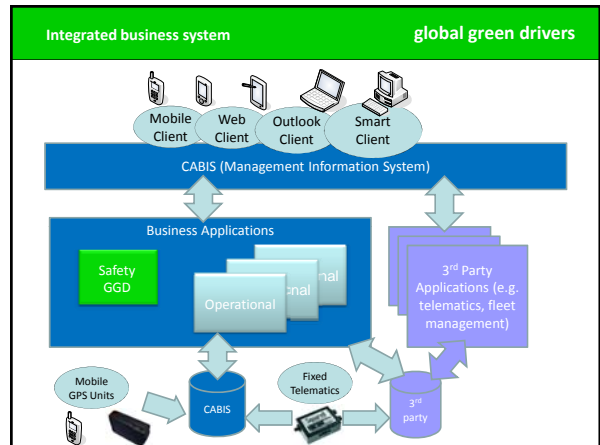 Integrated business system
global green drivers
Mobile
Client
Web
Client
Outlook
Client
Smart
Client
CABIS (Management Information System)
Business Applications
Safety
GGD
Operational
3rd Party
Applications (e.g.
telematics, fleet
management)
Mobile
GPS Units
CABIS
Fixed
Telematics
3rd
party